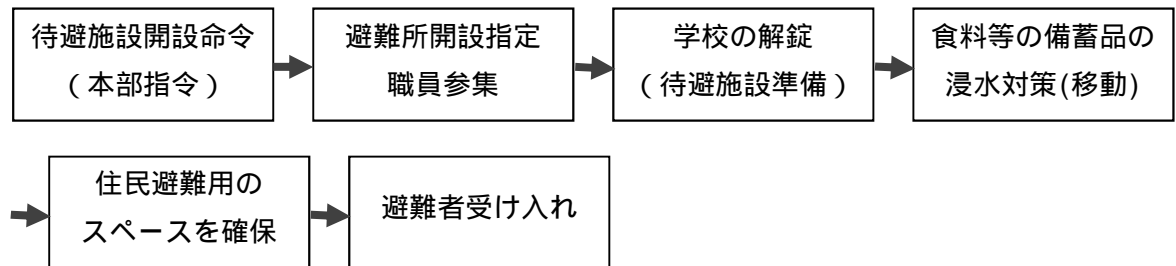 待避施設開設命令
（本部指令）
避難所開設指定
職員参集
学校の解錠
（待避施設準備）
食料等の備蓄品の
浸水対策(移動)
住民避難用の
スペースを確保
避難者受け入れ